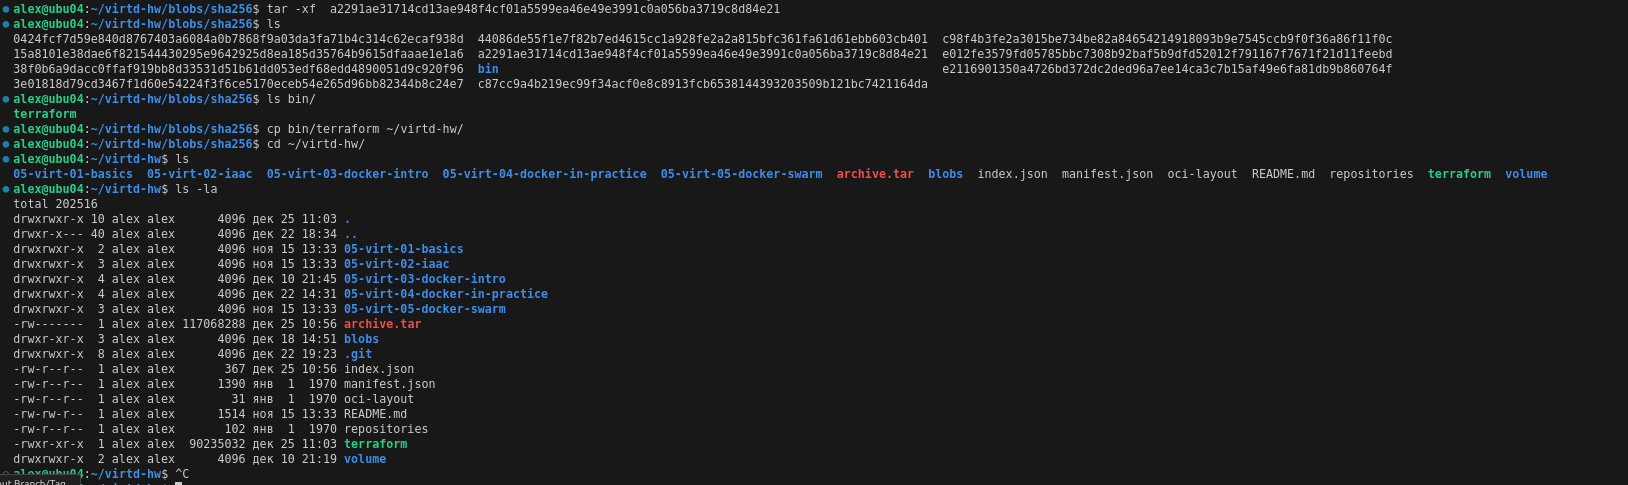 alex@ubu04:~/virtd-hw/blobs/sha256$ tar -xf  a2291ae31714cd13ae948f4cf01a5599ea46e49e3991c0a056ba3719c8d84e21
alex@ubu04:~/virtd-hw/blobs/sha256$ ls
0424fcf7d59e840d8767403a6084a0b7868f9a03da3fa71b4c314c62ecaf938d  44086de55f1e7f82b7ed4615cc1a928fe2a2a815bfc361fa61d61ebb603cb401  c98f4b3fe2a3015be734be82a84654214918093b9e7545ccb9f0f36a86f11f0c
15a8101e38dae6f821544430295e9642925d8ea185d35764b9615dfaaae1e1a6  a2291ae31714cd13ae948f4cf01a5599ea46e49e3991c0a056ba3719c8d84e21  e012fe3579fd05785bbc7308b92baf5b9dfd52012f791167f7671f21d11feebd
38f0b6a9dacc0ffaf919bb8d33531d51b61dd053edf68edd4890051d9c920f96  bin  e2116901350a4726bd372dc2ded96a7ee14ca3c7b15af49e6fa81db9b860764f
3e01818d79cd3467f1d60e54224f3f6ce5170eceb54e265d96bb82344b8c24e7  c87cc9a4b219ec99f34acf0e8c8913fcb6538144393203509b121bc7421164da
alex@ubu04:~/virtd-hw/blobs/sha256$ ls bin/
terraform
alex@ubu04:~/virtd-hw/blobs/sha256$ cp bin/terraform ~/virtd-hw/
alex@ubu04:~/virtd-hw/blobs/sha256$ cd ~/virtd-hw/
alex@ubu04:~/virtd-hw$ ls
05-virt-01-basics  05-virt-02-iaac  05-virt-03-docker-intro  05-virt-04-docker-in-practice  05-virt-05-docker-swarm  archive.tar  blobs  index.json  manifest.json  oci-layout  README.md  repositories  terraform  volume
alex@ubu04:~/virtd-hw$ ls -la
total 202516
drwxrwxr-x 10 alex alex      4096 дек 25 11:03 .
drwxr-x--- 40 alex alex      4096 дек 22 18:34 ..
drwxrwxr-x  2 alex alex      4096 ноя 15 13:33 05-virt-01-basics
drwxrwxr-x  3 alex alex      4096 ноя 15 13:33 05-virt-02-iaac
drwxrwxr-x  4 alex alex      4096 дек 10 21:45 05-virt-03-docker-intro
drwxrwxr-x  4 alex alex      4096 дек 22 14:31 05-virt-04-docker-in-practice
drwxrwxr-x  3 alex alex      4096 ноя 15 13:33 05-virt-05-docker-swarm
-rw-------  1 alex alex 117068288 дек 25 10:56 archive.tar
drwxr-xr-x  3 alex alex      4096 дек 18 14:51 blobs
drwxrwxr-x  8 alex alex      4096 дек 22 19:23 .git
-rw-r--r--  1 alex alex       367 дек 25 10:56 index.json
-rw-r--r--  1 alex alex      1390 янв  1  1970 manifest.json
-rw-r--r--  1 alex alex        31 янв  1  1970 oci-layout
-rw-rw-r--  1 alex alex      1514 ноя 15 13:33 README.md
-rw-r--r--  1 alex alex       102 янв  1  1970 repositories
-rwxr-xr-x  1 alex alex  90235032 дек 25 11:03 terraform
drwxrwxr-x  2 alex alex      4096 дек 10 21:19 volume
alex@ubu04:~/virtd-hw$ ^C
Branch/Tag